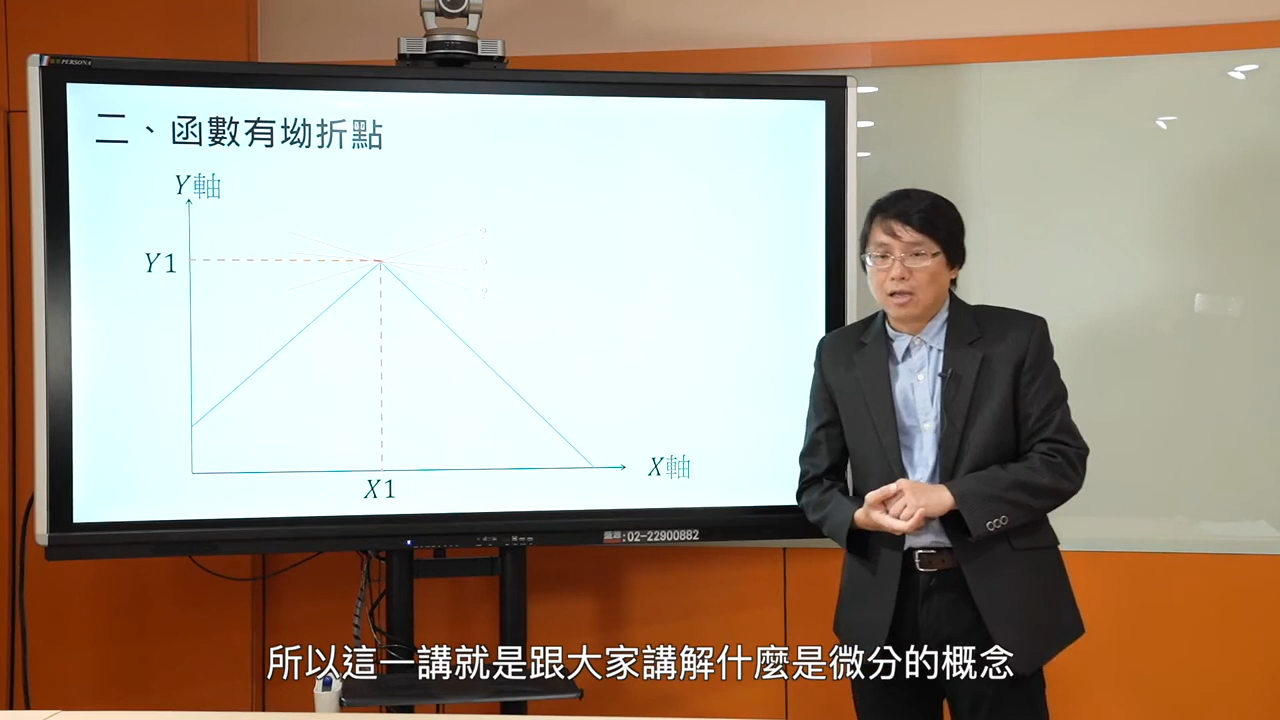 PERSONA
二、函數有坳折點
Y軸
?
Y1
?
?
X軸
X1
:02-22900882
所以這一講就是跟大家講解什麼是微分的概念